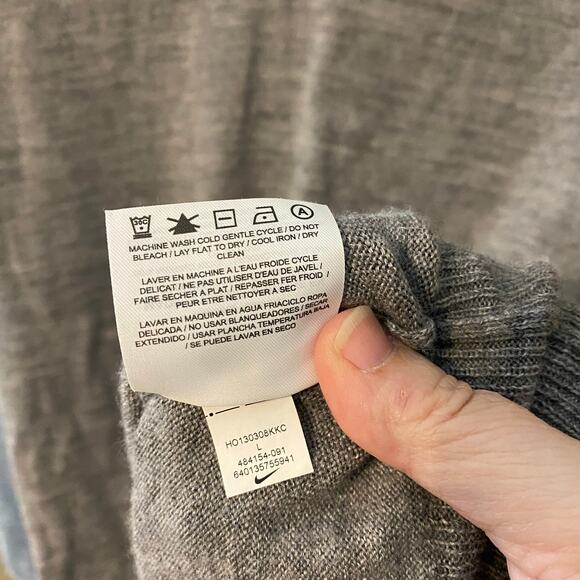 30C
A
MACHINE WASH COLD GENTLE CYCLE / DO NOT
BLEACH / LAY FLAT TO DRY / COOL IRON / DRY
CLEAN
LAVER EN MACHINE A L'EAU FROIDE CYCLE
DELICAT / NE PAS UTILISER D'EAU DE JAVEL /
FAIRE SECHER A PLAT / REPASSER FER FROID /
PEUR ETRE NETTOYER A SEC
LAVAR EN MAQUINA EN AGUA FRIACICLO ROPA
DELICADA / NO USAR BLANQUEADORES / SECAR
EXTENDIDO / USAR PLANCHA TEMPERATURA BAJA
/ SE PUEDE LAVAR EN SECO
HO130308KKC
L
484154-091
640135755941